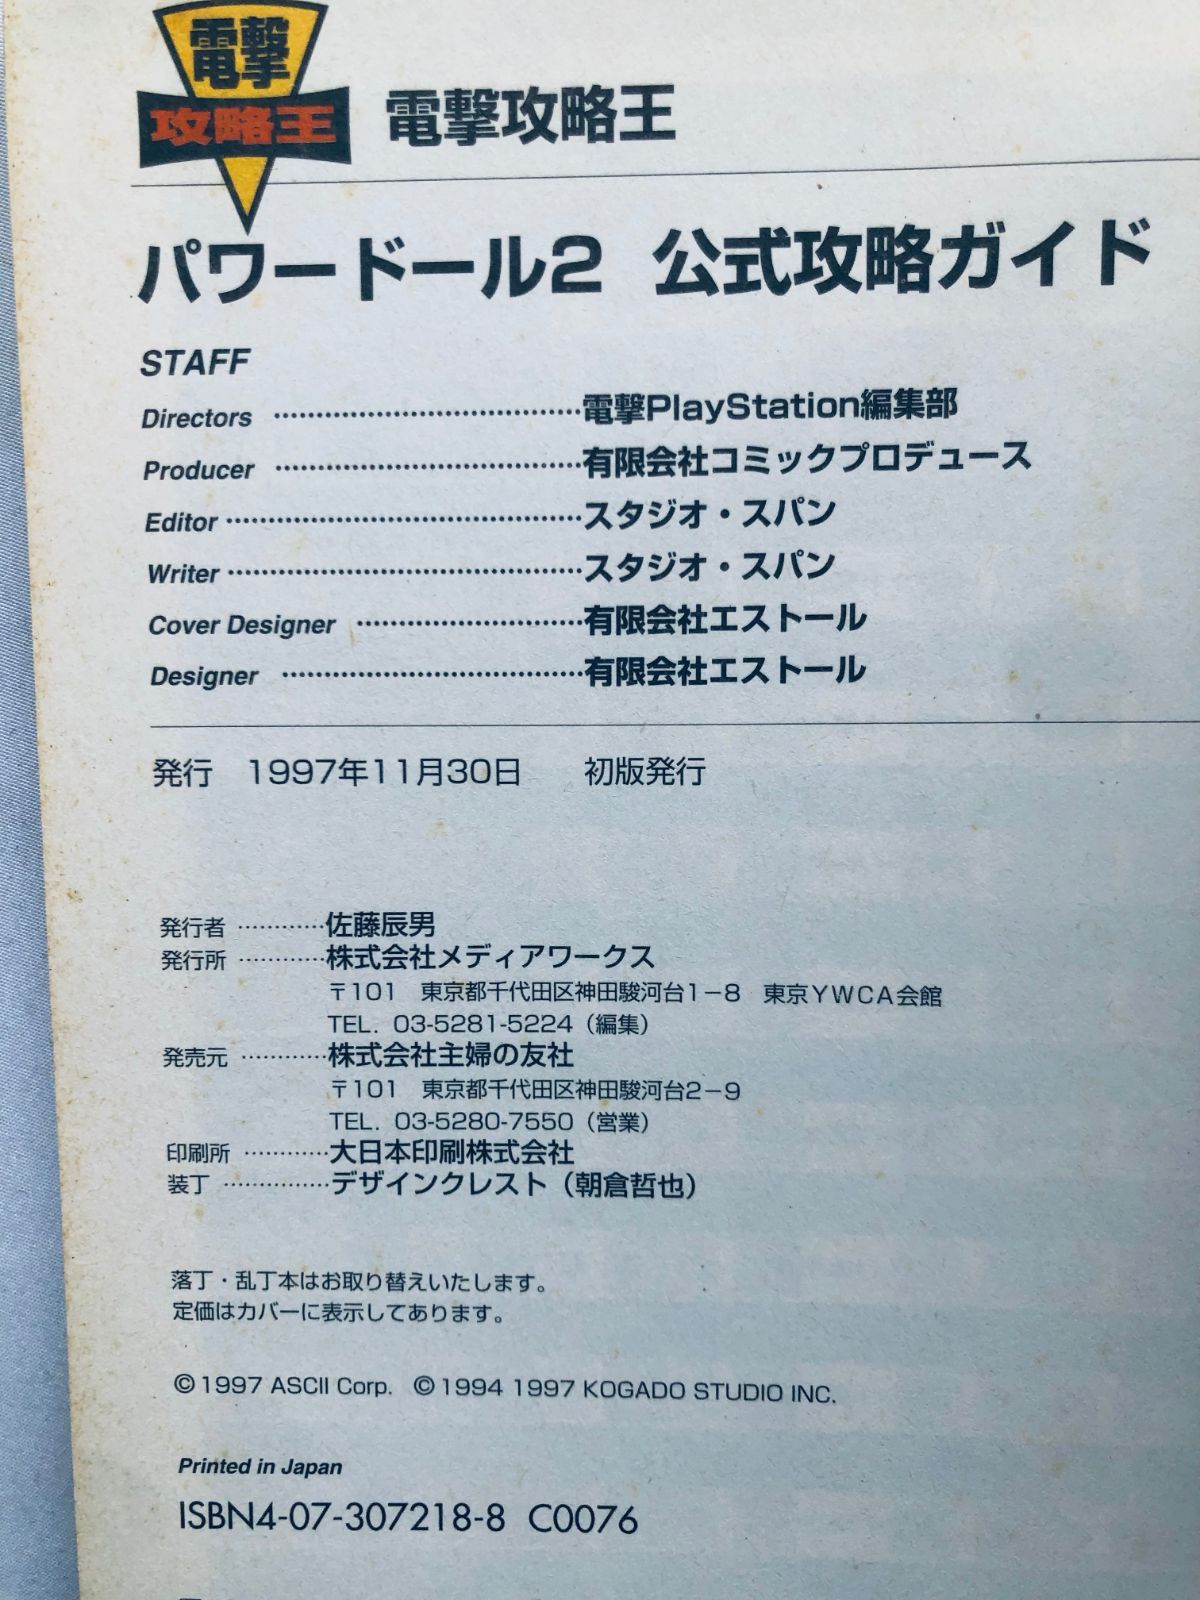 電撃
攻略王
電撃攻略王
パワードール2 公式攻略ガイド
STAFF
Directors ……………………………電撃PlayStation編集部
Producer ……………………………有限会社コミックプロデュース
Editor …………………………………スタジオ・スパン
Writer …………………………………スタジオ・スパン
Cover Designer ……………………有限会社エストール
Designer ……………………………有限会社エストール
発行 1997年11月30日 初版発行
発行者 …………佐藤辰男
発行所 …………株式会社メディアワークス
〒101 東京都千代田区神田駿河台1−8 東京YWCA会館
TEL. 03-5281-5224（編集）
発売元 …………株式会社主婦の友社
〒101 東京都千代田区神田駿河台2−9
TEL. 03-5280-7550（営業）
印刷所 …………大日本印刷株式会社
装丁 ……………デザインクレスト（朝倉哲也）
落丁・乱丁本はお取り替えいたします。
定価はカバーに表示してあります。
©1997 ASCII Corp. ©1994 1997 KOGADO STUDIO INC.
Printed in Japan
ISBN4-07-307218-8 C0076